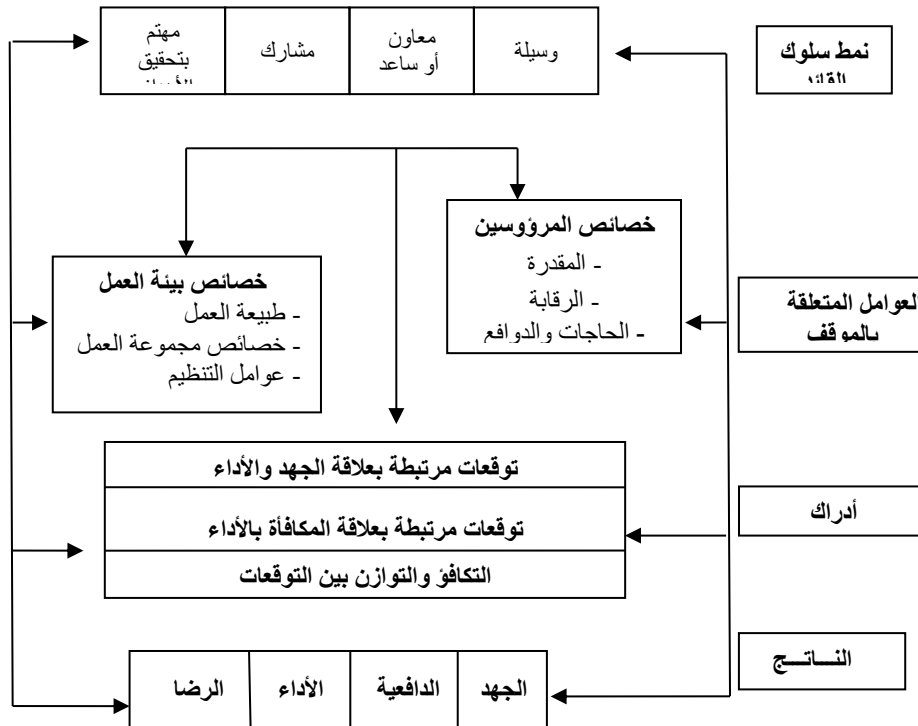 نمط سلوك
القائد
وسيلة
معاون
أو ساعد
مشارك
مهتم
بتحقيق
خصائص المرؤوسين
- المقدرة
- الرقابة
- الحاجات والدوافع
خصائص بيئة العمل
- طبيعة العمل
- خصائص مجموعة العمل
- عوامل التنظيم
العوامل المتعلقة
بالموقف
توقعات مرتبطة بعلاقة الجهد والأداء
توقعات مرتبطة بعلاقة المكافأة بالأداء
التكافؤ والتوازن بين التوقعات
أدراك
النـــاتـــج
الجهد
الدافعية
الأداء
الرضا